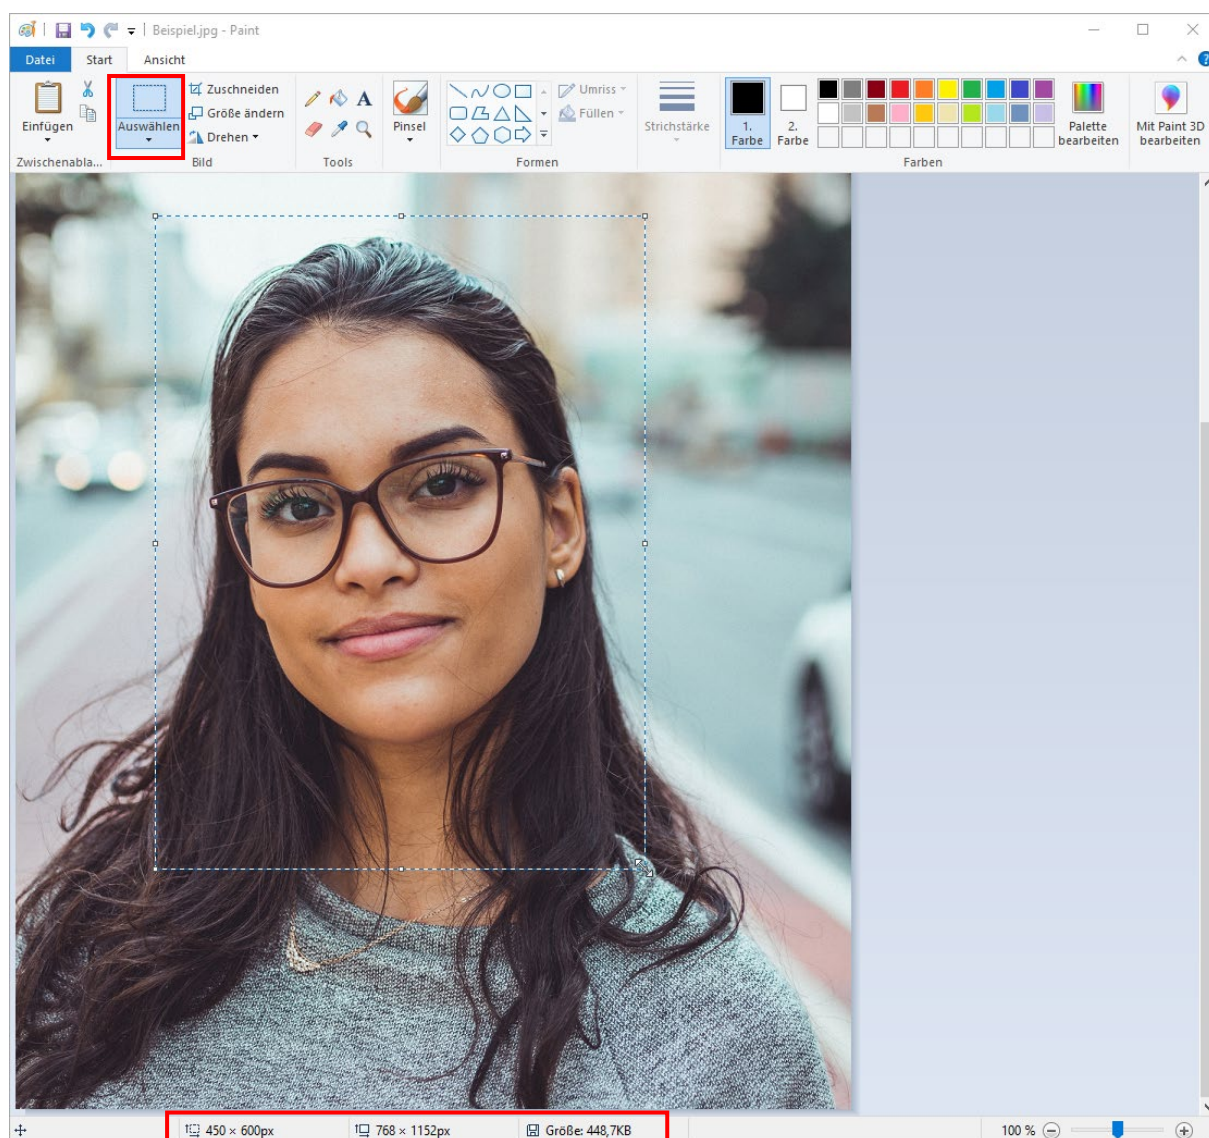 Beispiel.jpg - Paint
Datei Start Ansicht
Einfügen
Zwischenabla...
Auswählen
Zuschneiden
Größe ändern
Drehen
Bild
A
Tools
Pinsel
Formen
Umriss
Füllen
Strichstärke
1.
Farbe
2.
Farbe
Farben
Palette
bearbeiten
Mit Paint 3D
bearbeiten
450 × 600px 768 × 1152px Größe: 448,7KB 100 %